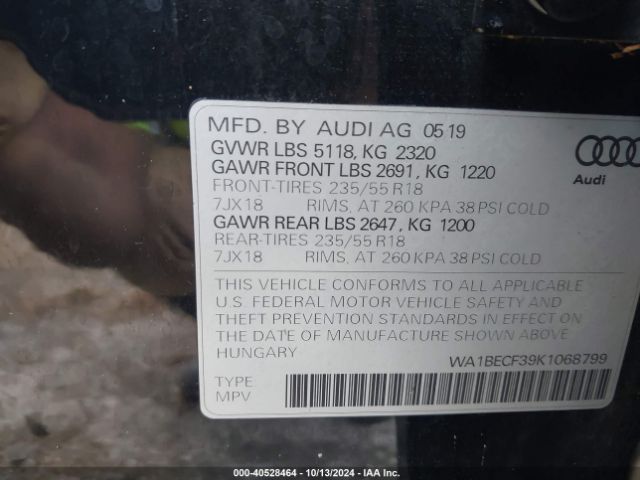 MFD. BY AUDI AG 05 19
GVWR LBS 5118, KG 2320
GAWR FRONT LBS 2691, KG 1220
FRONT-TIRES 235/55 R18
7JX18 RIMS, AT 260 KPA 38 PSI COLD
GAWR REAR LBS 2647, KG 1200
REAR-TIRES 235/55 R18
7JX18 RIMS, AT 260 KPA 38 PSI COLD
Audi
THIS VEHICLE CONFORMS TO ALL APPLICABLE
U.S. FEDERAL MOTOR VEHICLE SAFETY AND
THEFT PREVENTION STANDARDS IN EFFECT ON
THE DATE OF MANUFACTURE SHOWN ABOVE
HUNGARY
WA1BECF39K1068799
TYPE
MPV
000-40528464 - 10/13/2024 - IAA Inc.